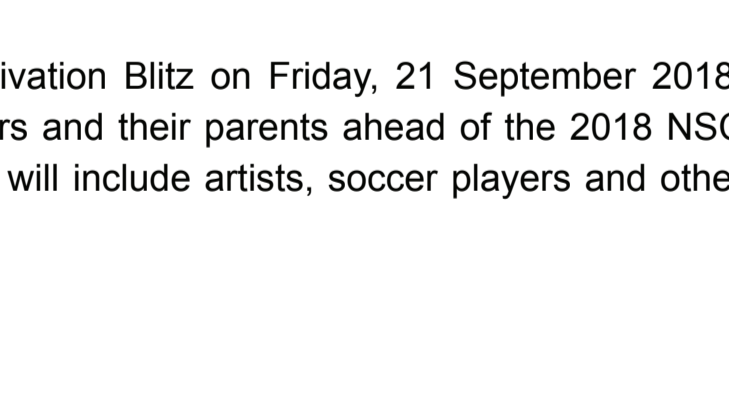 ivation Blitz on Friday, 21 September 2018
rs and their parents ahead of the 2018 NSC
will include artists, soccer players and othe